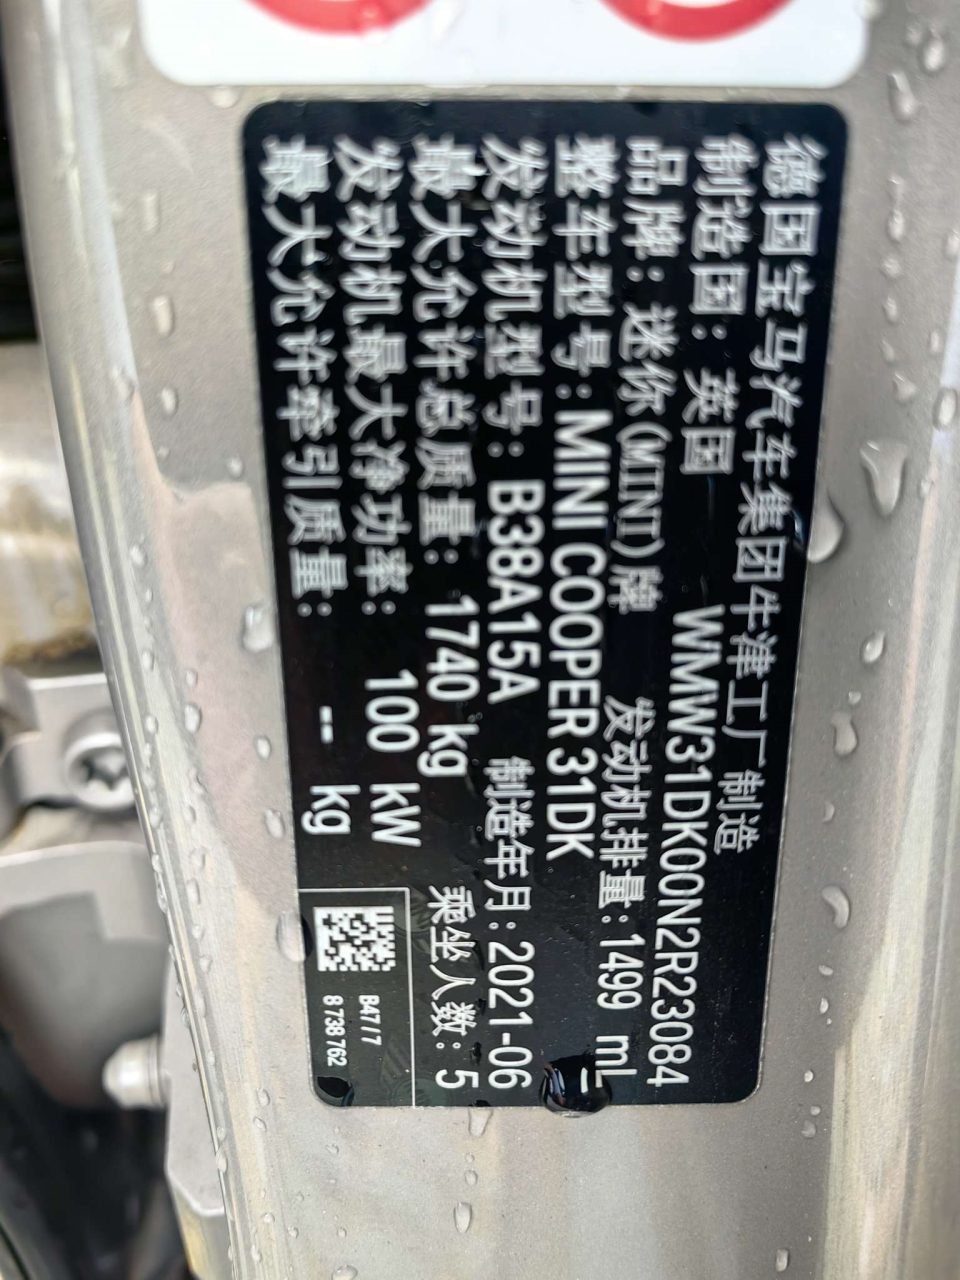 德国宝马汽车集团牛津工厂制造
制造国：英国 WMW31DK00N2R23084
品牌：迷你(MINI)牌 发动机排量：1499 mL
整车型号：MINI COOPER 31DK
发动机型号：B38A15A 制造年月：2021-06
最大允许总质量：1740 kg 乘坐人数：5
发动机最大净功率：100 kW
最大允许牵引质量：-- kg
B47/7
8 738 762